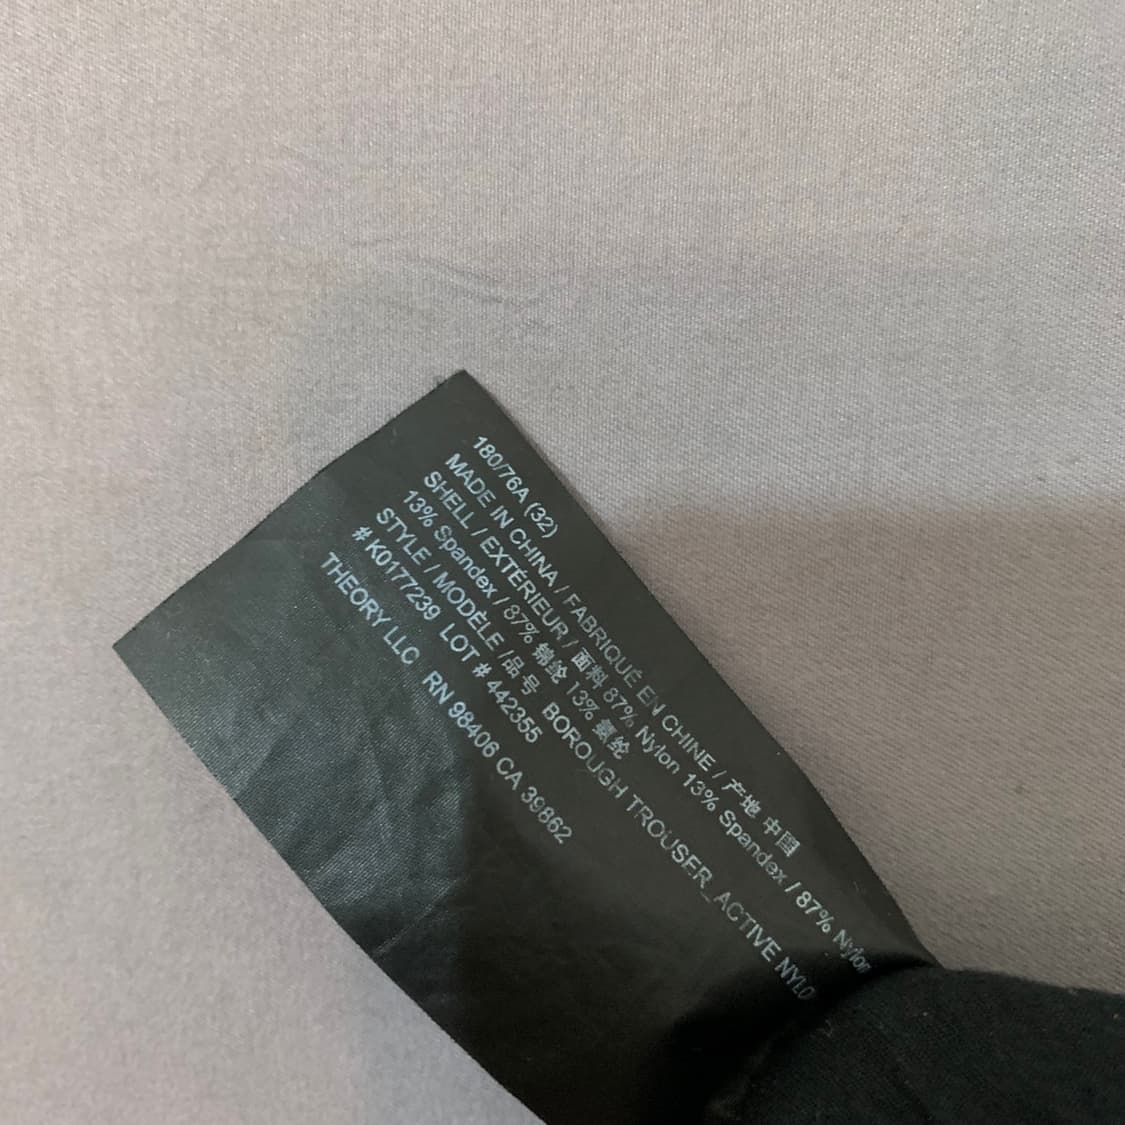 180/76A (32)
MADE IN CHINA / FABRIQUÉ EN CHINE / 产地 中国
SHELL / EXTÉRIEUR / 面料 87% Nylon 13% Spandex / 87% Nylon
13% Spandex / 87% 锦纶 13% 氨纶
STYLE / MODÈLE /品号 BOROUGH TROUSER_ACTIVE NYLO
# K0177239 LOT # 442355
THEORY LLC RN 98406 CA 39862